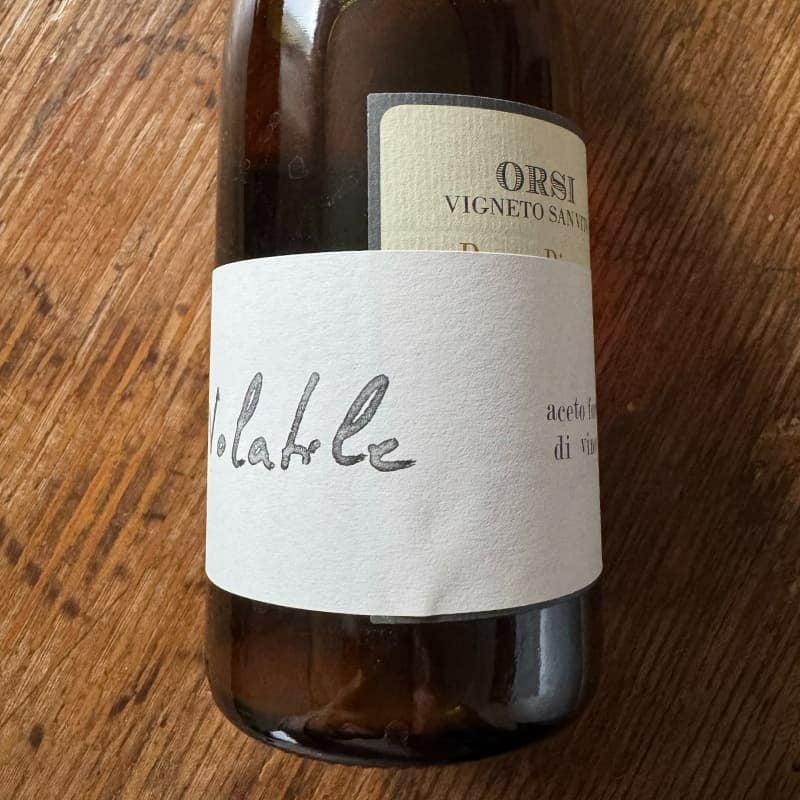 ORSI
VIGNETO SAN
Volatile
aceto
di